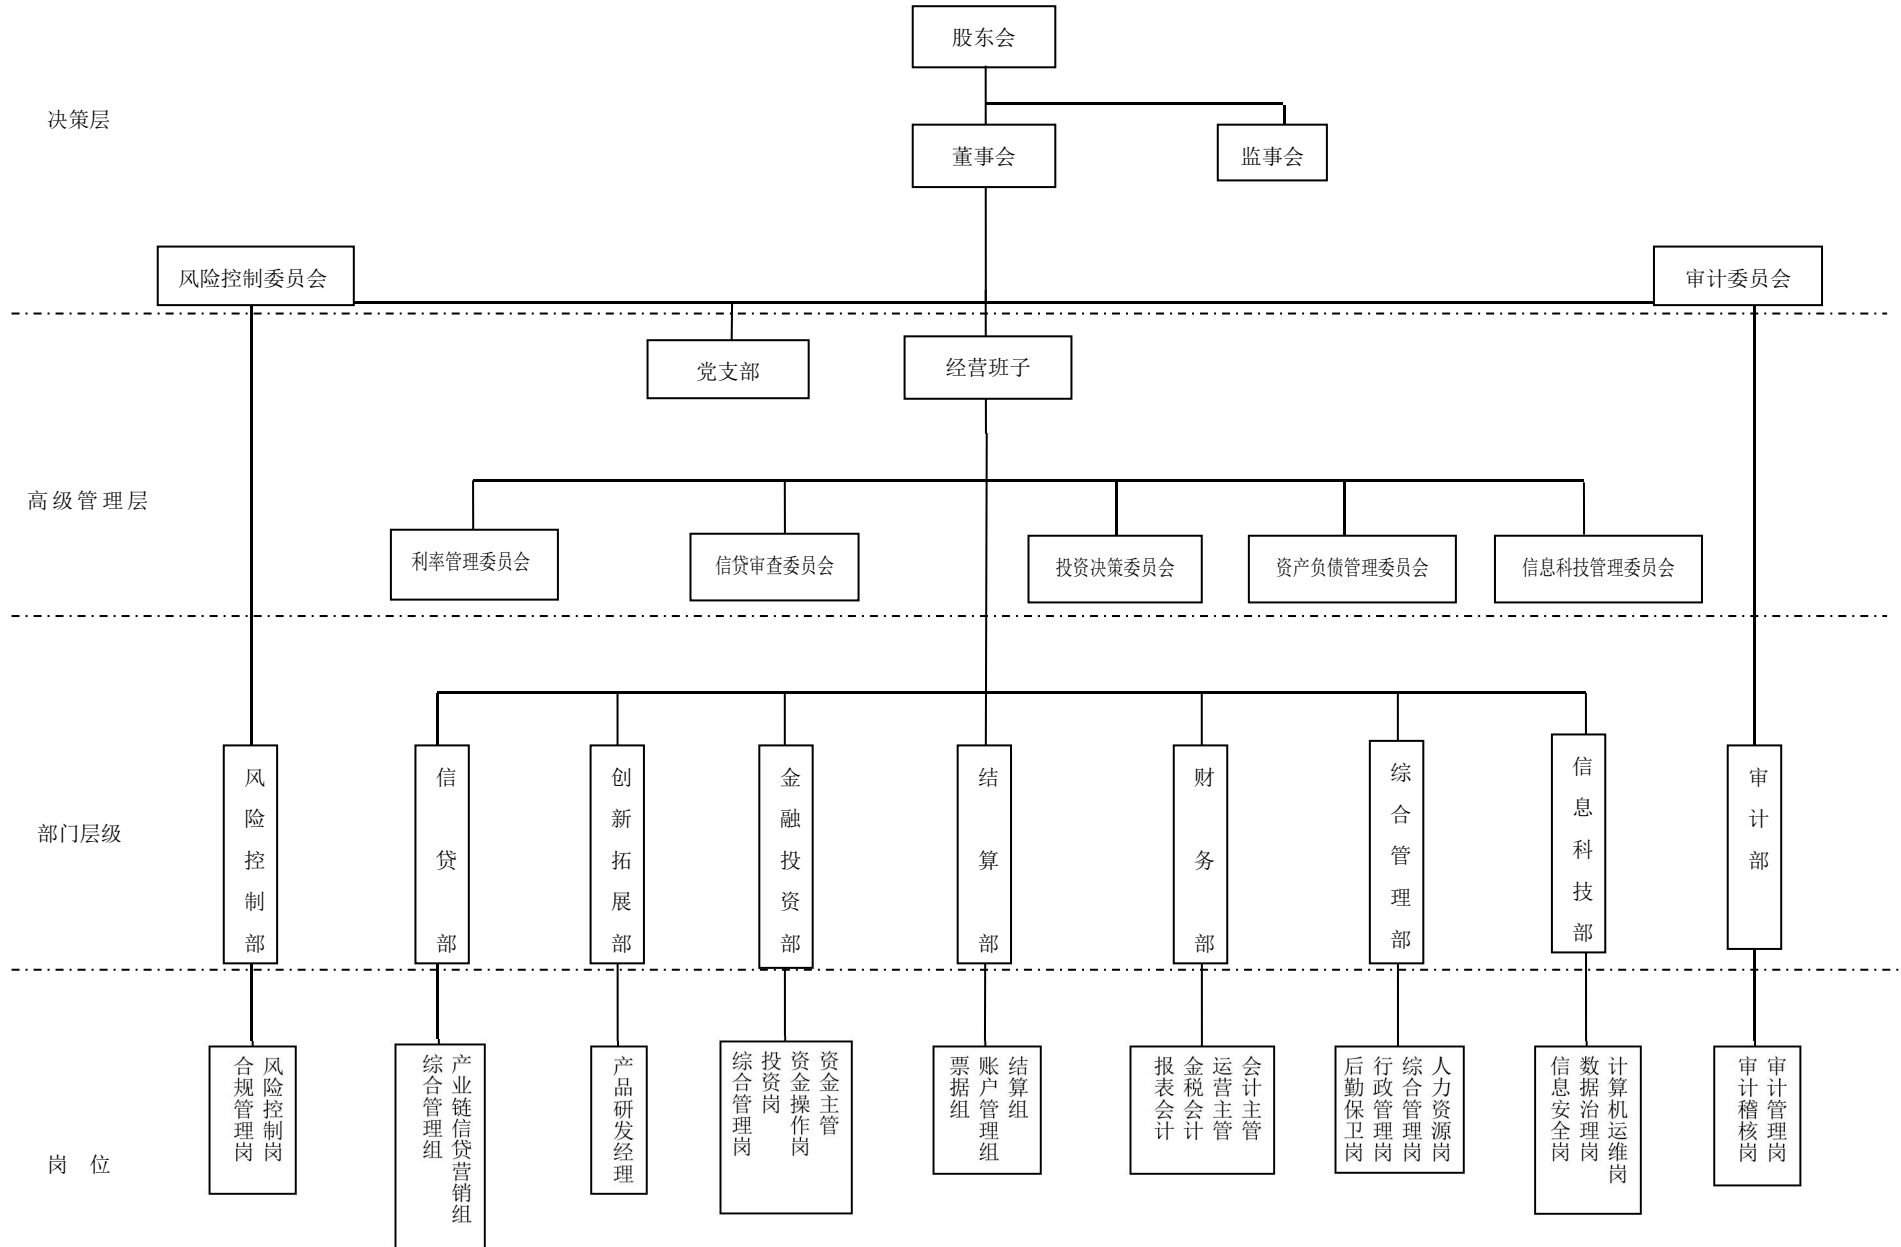 股东会
决策层
董事会
监事会
风险控制委员会
审计委员会
党支部
经营班子
高级管理层
利率管理委员会
信贷审查委员会
投资决策委员会
资产负债管理委员会
信息科技管理委员会
部门层级
风险控制部
信贷部
创新拓展部
金融投资部
结算部
财务部
综合管理部
信息科技部
审计部
岗 位
风险控制岗
合规管理岗
产业链信贷营销组
综合管理组
产品研发经理
资金主管
资金操作岗
投资岗
综合管理岗
结算组
账户管理组
票据组
会计主管
运营主管
金税会计
报表会计
人力资源岗
综合管理岗
行政管理岗
后勤保卫岗
计算机运维岗
数据治理岗
信息安全岗
审计管理岗
审计稽核岗